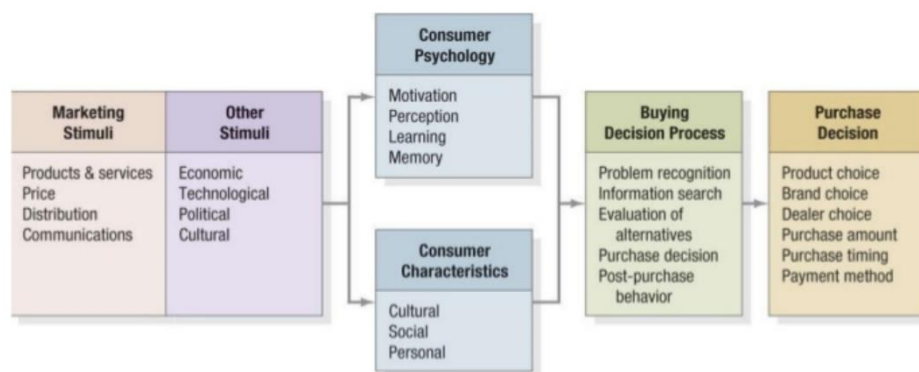 Marketing
Stimuli
Products & services
Price
Distribution
Communications
Other
Stimuli
Economic
Technological
Political
Cultural
Consumer
Psychology
Motivation
Perception
Learning
Memory
Consumer
Characteristics
Cultural
Social
Personal
Buying
Decision Process
Problem recognition
Information search
Evaluation of
alternatives
Purchase decision
Post-purchase
behavior
Purchase
Decision
Product choice
Brand choice
Dealer choice
Purchase amount
Purchase timing
Payment method